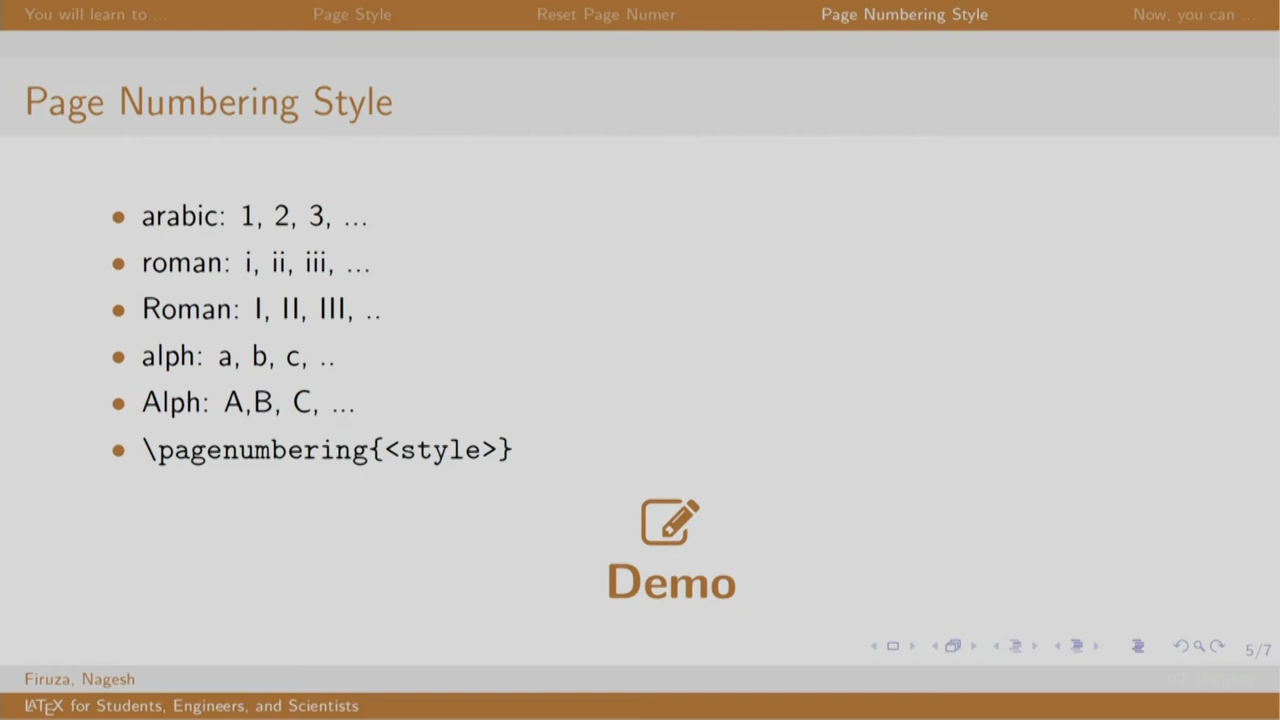 You will learn to ... Page Style Reset Page Numer Page Numbering Style Now, you can ...
Page Numbering Style
• arabic: 1, 2, 3, ...
• roman: i, ii, iii, ...
• Roman: I, II, III, ..
• alph: a, b, c, ..
• Alph: A,B, C, ...
• \pagenumbering{<style>}
Demo
5/7
Firuza, Nagesh
LATEX for Students, Engineers, and Scientists